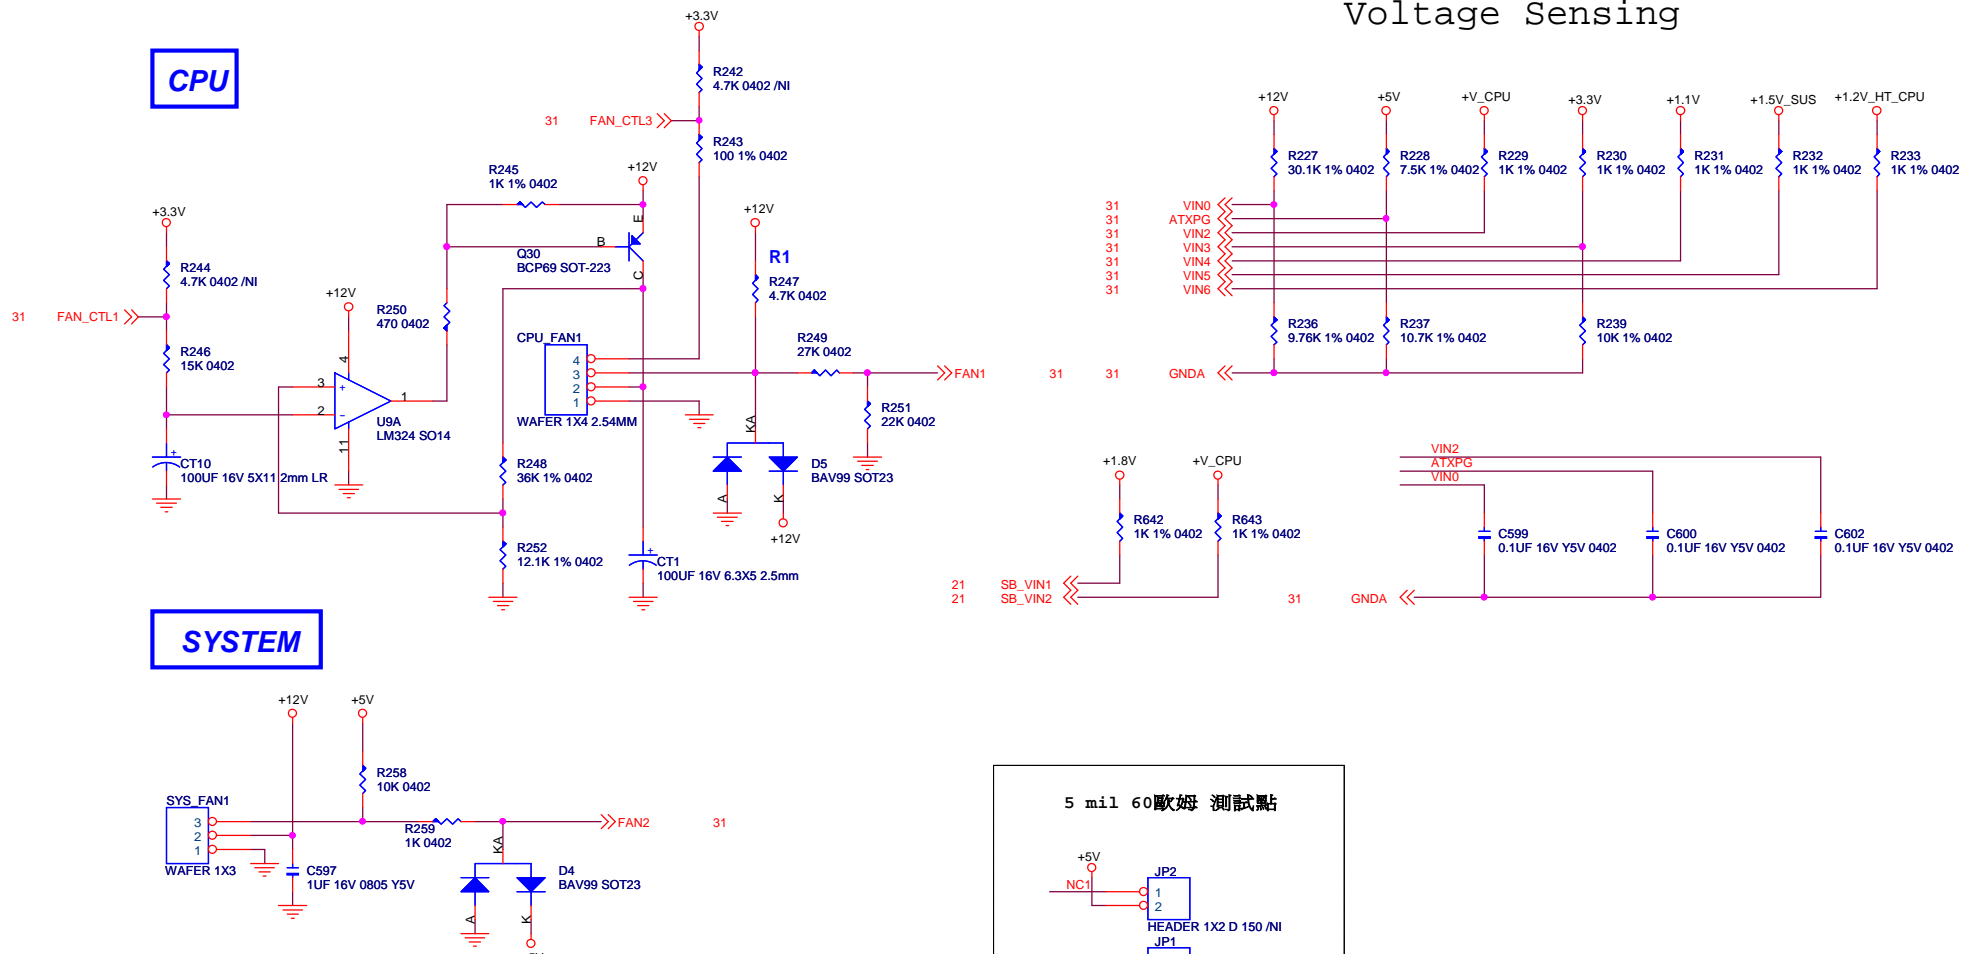 Voltage Sensing
CPU
+3.3V
R242
4.7K 0402 /NI
31 FAN_CTL3
R243
100 1% 0402
R245
1K 1% 0402
+12V
E
B
C
Q30
BCP69 SOT-223
+3.3V
R244
4.7K 0402 /NI
31 FAN_CTL1
R246
15K 0402
+12V
R250
470 0402
4
3
+
2
-
1
11
U9A
LM324 SO14
+
CT10
100UF 16V 5X11 2mm LR
CPU_FAN1
4
3
2
1
WAFER 1X4 2.54MM
+12V
R1
R247
4.7K 0402
R249
27K 0402
FAN1 31
R251
22K 0402
KA
A
K
D5
BAV99 SOT23
+12V
R248
36K 1% 0402
R252
12.1K 1% 0402
+
CT1
100UF 16V 6.3X5 2.5mm
+12V
+5V
+V_CPU
+3.3V
+1.1V
+1.5V_SUS
+1.2V_HT_CPU
R227
30.1K 1% 0402
R228
7.5K 1% 0402
R229
1K 1% 0402
R230
1K 1% 0402
R231
1K 1% 0402
R232
1K 1% 0402
R233
1K 1% 0402
31 VIN0
31 ATXPG
31 VIN2
31 VIN3
31 VIN4
31 VIN5
31 VIN6
R236
9.76K 1% 0402
R237
10.7K 1% 0402
R239
10K 1% 0402
31 GNDA
+1.8V
+V_CPU
R642
1K 1% 0402
R643
1K 1% 0402
21 SB_VIN1
21 SB_VIN2
VIN2
ATXPG
VIN0
C599
0.1UF 16V Y5V 0402
C600
0.1UF 16V Y5V 0402
C602
0.1UF 16V Y5V 0402
31 GNDA
SYSTEM
+12V
+5V
R258
10K 0402
SYS_FAN1
3
2
1
WAFER 1X3
R259
1K 0402
FAN2 31
C597
1UF 16V 0805 Y5V
KA
A
K
D4
BAV99 SOT23
5 mil 60歐姆 測試點
+5V
NC1
JP2
1
2
HEADER 1X2 D 150 /NI
JP1